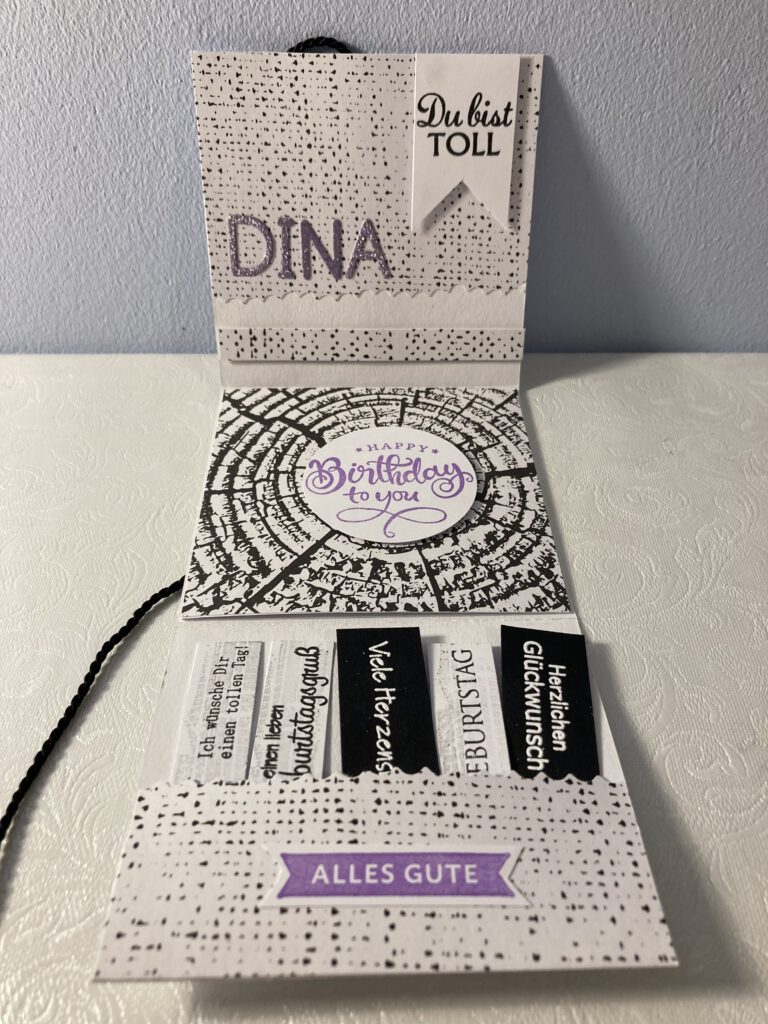 Du bist
TOLL
DINA
HAPPY
Birthday
to you
Ich wünsche Dir
einen tollen Tag!
einen lieben
burtstagsgruß
Viele Herzens
EBURTSTAG
Herzlichen
Glückwunsch
ALLES GUTE